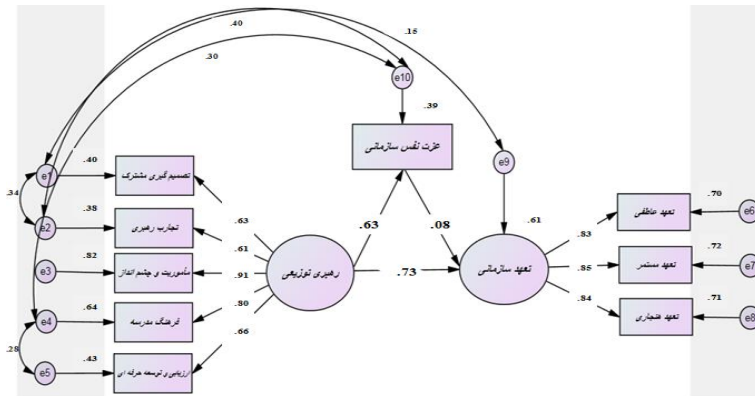 .40
.15
.30
e10
.39
عزت نفس سازمانی
e9
.40
e1
تصمیم گیری مشترک
.34
.63
.70
.38
.61
تعهد عاطفی
e6
e2
تجارب رهبری
.61
.63
.08
.83
.82
.72
e3
مأموریت و چشم انداز
.91
رهبری توزیعی
.73
تعهد سازمانی
.85
تعهد مستمر
e7
.64
.80
.84
.71
e4
فرهنگ مدرسه
تعهد هنجاری
e8
.28
.66
.43
e5
ارزیابی و توسعه حرفه ای